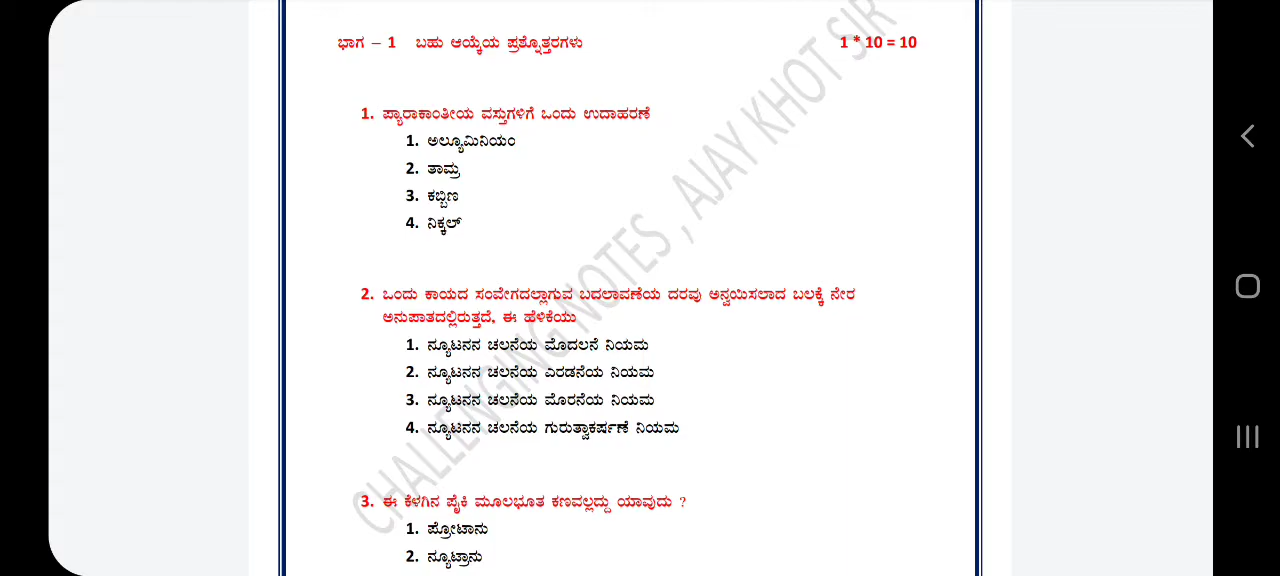 ಭಾಗ – 1 ಬಹು ಆಯ್ಕೆಯ ಪ್ರಶ್ನೋತ್ತರಗಳು 1 * 10 = 10
1. ಪ್ಯಾರಾಕಾಂತೀಯ ವಸ್ತುಗಳಿಗೆ ಒಂದು ಉದಾಹರಣೆ
1. ಅಲ್ಯೂಮಿನಿಯಂ
2. ತಾಮ್ರ
3. ಕಬ್ಬಿಣ
4. ನಿಕ್ಕಲ್
2. ಒಂದು ಕಾಯದ ಸಂವೇಗದಲ್ಲಾಗುವ ಬದಲಾವಣೆಯ ದರವು ಅನ್ವಯಿಸಲಾದ ಬಲಕ್ಕೆ ನೇರ
ಅನುಪಾತದಲ್ಲಿರುತ್ತದೆ, ಈ ಹೆಳಿಕೆಯು
1. ನ್ಯೂಟನನ ಚಲನೆಯ ಮೊದಲನೆ ನಿಯಮ
2. ನ್ಯೂಟನನ ಚಲನೆಯ ಎರಡನೆಯ ನಿಯಮ
3. ನ್ಯೂಟನನ ಚಲನೆಯ ಮೊರನೆಯ ನಿಯಮ
4. ನ್ಯೂಟನನ ಚಲನೆಯ ಗುರುತ್ವಾಕರ್ಷಣೆ ನಿಯಮ
3. ಈ ಕೆಳಗಿನ ಪೈಕಿ ಮೂಲಭೂತ ಕಣವಲ್ಲದ್ದು ಯಾವುದು ?
1. ಪ್ರೋಟಾನು
2. ನ್ಯೂಟ್ರಾನು
CHALLENGING NOTES , AJAY KHOT SIR